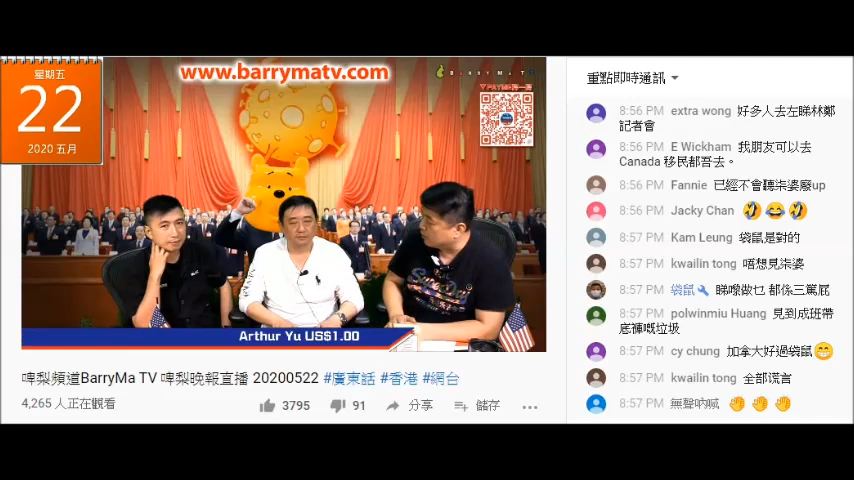 星期五
22
2020 五月
www.barrymatv.com
BARRYMATV
Arthur Yu US$1.00
啤梨頻道BarryMa TV 啤梨晚報直播 20200522 #廣東話 #香港 #網台
4,265 人正在觀看
3795
91
分享
儲存
重點即時通訊
8:56 PM extra wong 好多人去左睇林鄭
記者會
8:56 PM E Wickham 我朋友可以去
Canada 移民都吾去。
8:56 PM Fannie 已經不會聽柒婆廢up
8:56 PM Jacky Chan
8:57 PM Kam Leung 袋鼠是對的
8:57 PM kwailin tong 唔想見柒婆
8:57 PM 袋鼠 睇嚟做乜 都係三篤屁
8:57 PM polwinmiu Huang 見到成班帶
底褲嘅垃圾
8:57 PM cy chung 加拿大好過袋鼠
8:57 PM kwailin tong 全部谎言
8:57 PM 無聲吶喊